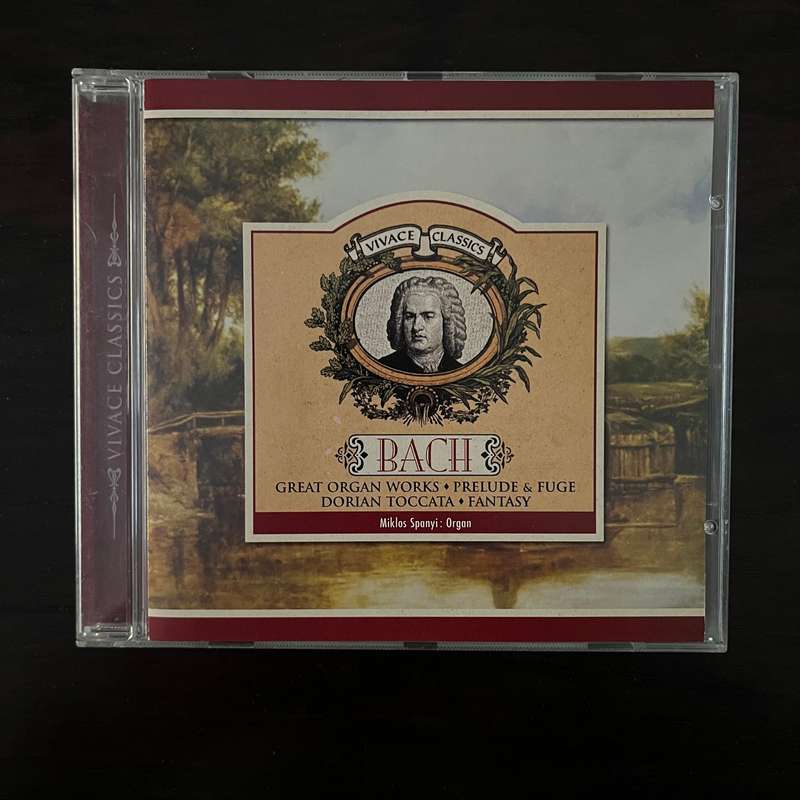 VIVACE CLASSICS
VIVACE CLASSICS
BACH
GREAT ORGAN WORKS ♦ PRELUDE & FUGE
DORIAN TOCCATA ♦ FANTASY
Miklos Spanyi: Organ